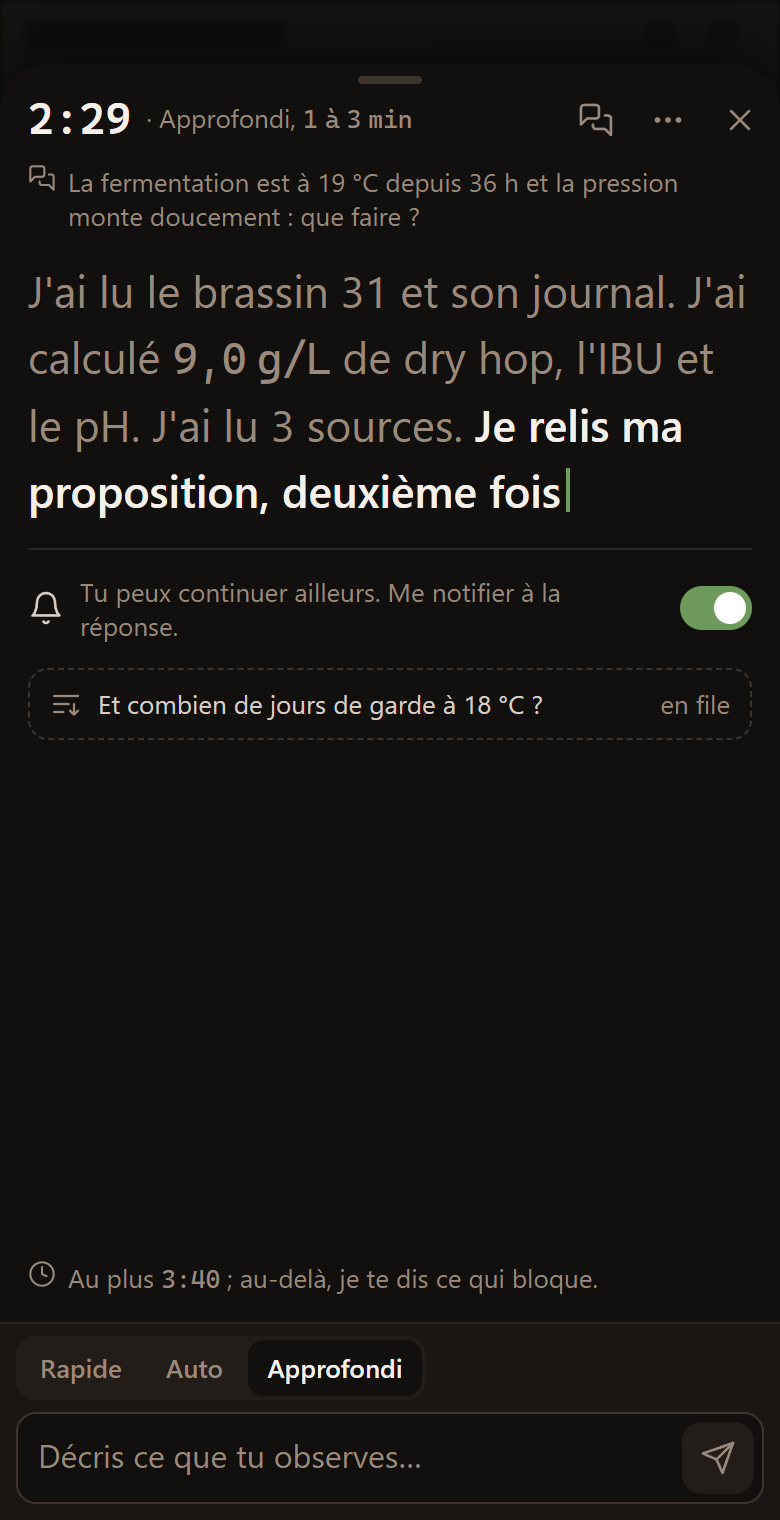 2:29 · Approfondi, 1 à 3 min
La fermentation est à 19 °C depuis 36 h et la pression
monte doucement : que faire ?
J'ai lu le brassin 31 et son journal. J'ai
calculé 9,0 g/L de dry hop, l'IBU et
le pH. J'ai lu 3 sources. Je relis ma
proposition, deuxième fois
Tu peux continuer ailleurs. Me notifier à la
réponse.
Et combien de jours de garde à 18 °C ? en file
Au plus 3:40 ; au-delà, je te dis ce qui bloque.
Rapide Auto Approfondi
Décris ce que tu observes…